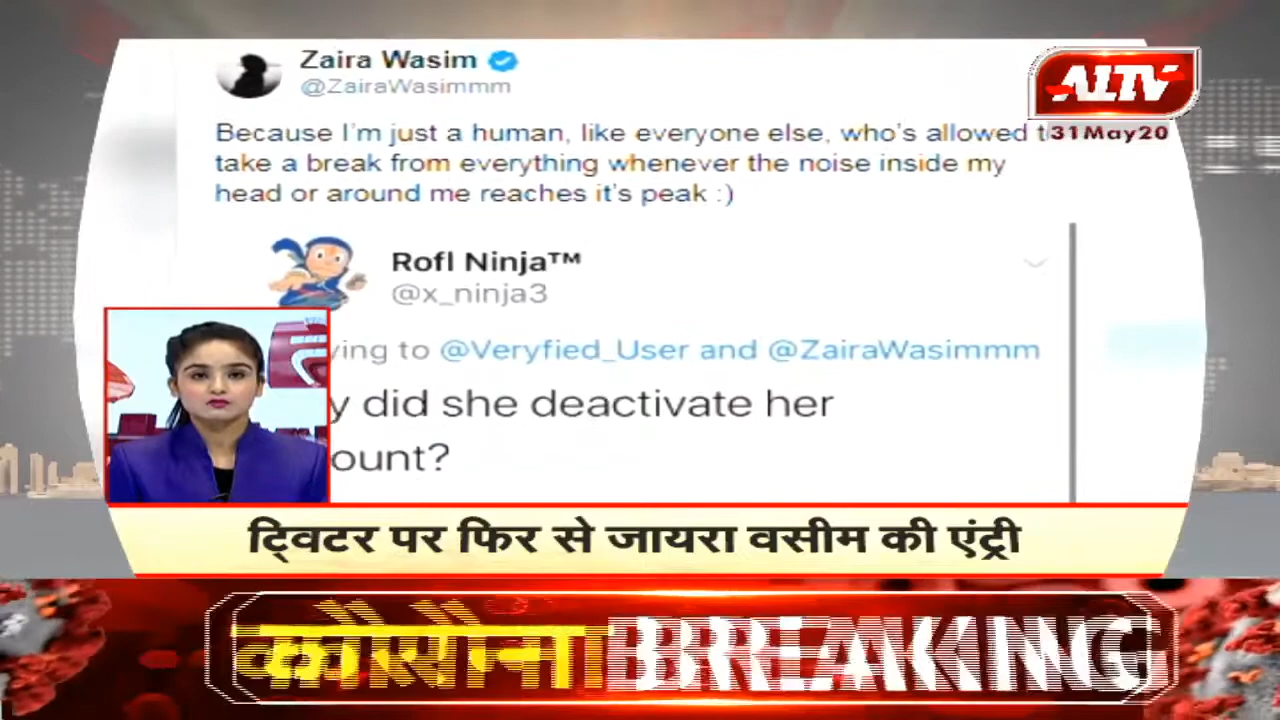 Zaira Wasim
@ZairaWasimmm
ALTV
31May20
Because I'm just a human, like everyone else, who's allowed
take a break from everything whenever the noise inside my
head or around me reaches it's peak :)
Rofl Ninja™
@x_ninja3
ying to @Veryfied_User and @ZairaWasimmm
y did she deactivate her
ount?
ट्विटर पर फिर से जायरा वसीम की एंट्री
BREAKING